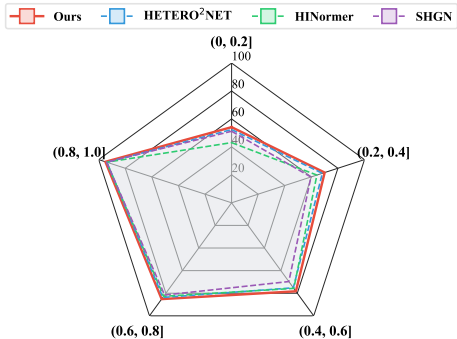 Ours HETERO²NET HINormer SHGN
(0, 0.2]
100
80
60
40
20
(0.8, 1.0] (0.2, 0.4]
(0.6, 0.8] (0.4, 0.6]